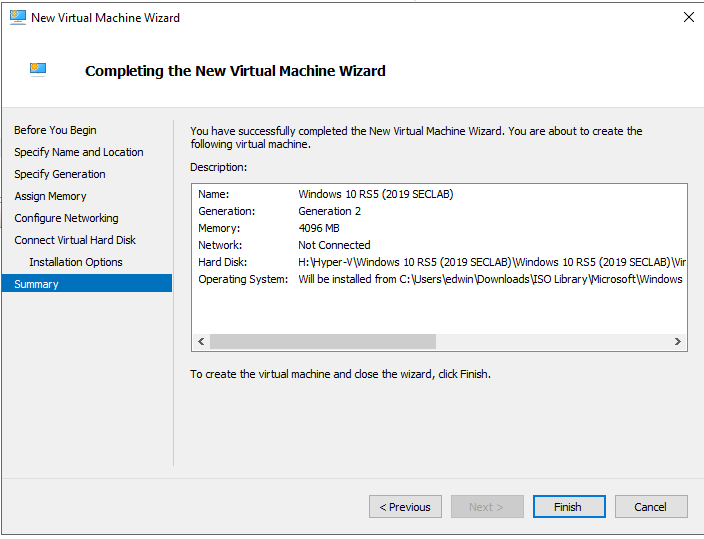 New Virtual Machine Wizard
Completing the New Virtual Machine Wizard
Before You Begin
Specify Name and Location
Specify Generation
Assign Memory
Configure Networking
Connect Virtual Hard Disk
Installation Options
Summary
You have successfully completed the New Virtual Machine Wizard. You are about to create the
following virtual machine.
Description:
Name: Windows 10 RS5 (2019 SECLAB)
Generation: Generation 2
Memory: 4096 MB
Network: Not Connected
Hard Disk: H:\Hyper-V\Windows 10 RS5 (2019 SECLAB)\Windows 10 RS5 (2019 SECLAB)\Vir
Operating System: Will be installed from C:\Users\edwin\Downloads\ISO Library\Microsoft\Windows
To create the virtual machine and close the wizard, click Finish.
< Previous
Next >
Finish
Cancel